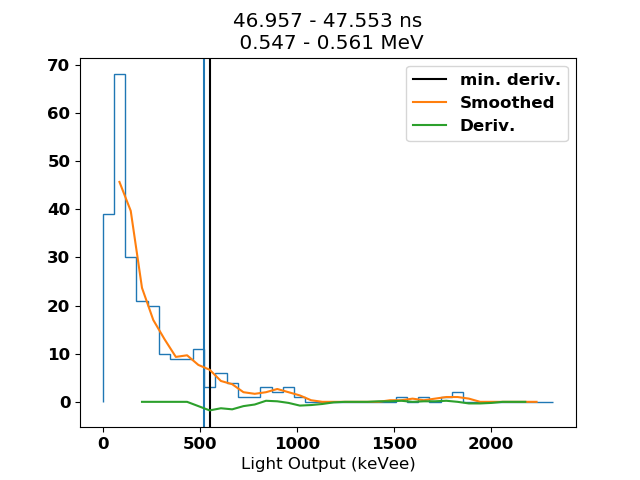 46.957 - 47.553 ns
0.547 - 0.561 MeV
min. deriv.
Smoothed
Deriv.
70
60
50
40
30
20
10
0
0 500 1000 1500 2000
Light Output (keVee)